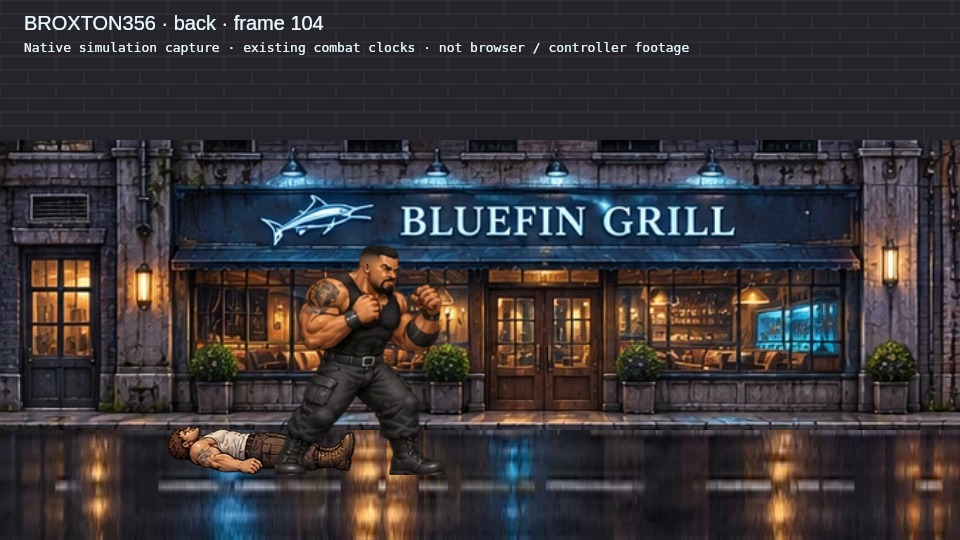 BROXTON356 · back · frame 104
Native simulation capture · existing combat clocks · not browser / controller footage
BLUEFIN GRILL